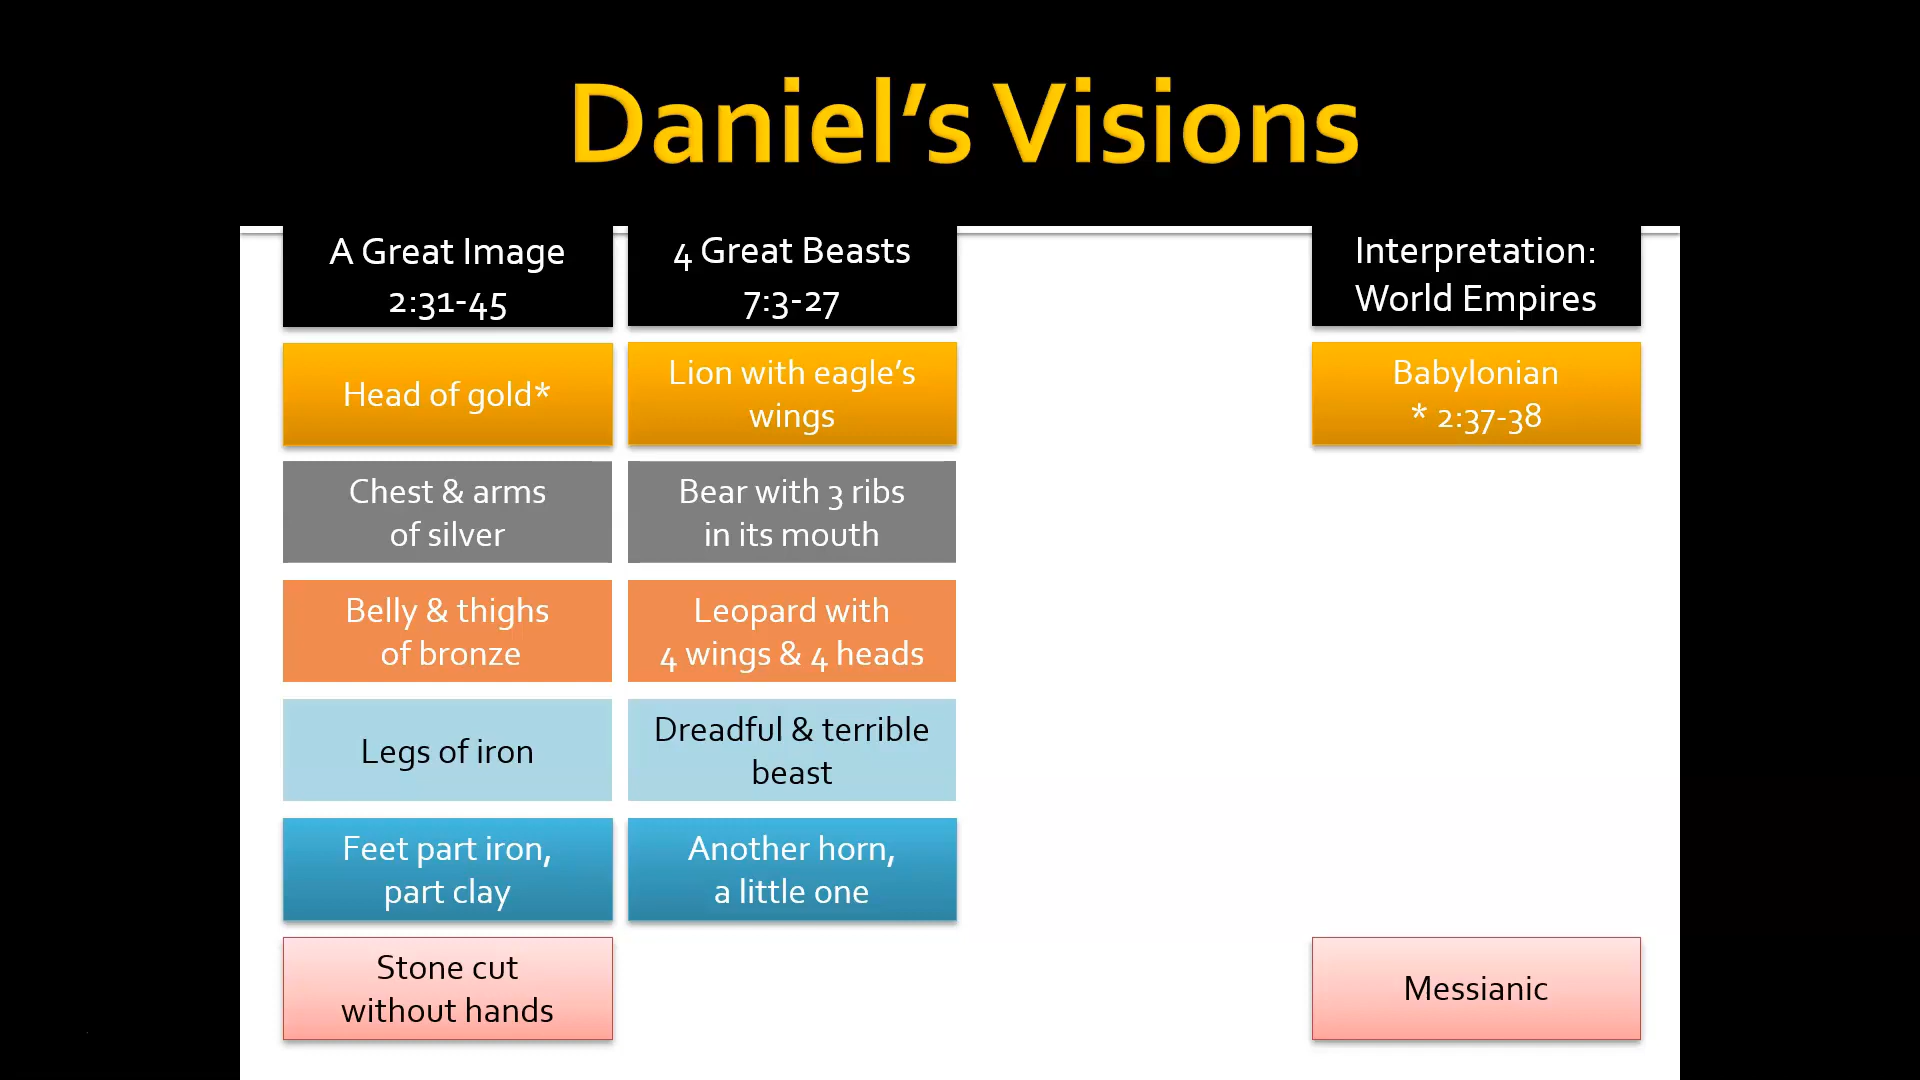 Daniel’s Visions
A Great Image
2:31-45
4 Great Beasts
7:3-27
Interpretation:
World Empires
Head of gold*
Lion with eagle’s
wings
Babylonian
* 2:37-38
Chest & arms
of silver
Bear with 3 ribs
in its mouth
Belly & thighs
of bronze
Leopard with
4 wings & 4 heads
Legs of iron
Dreadful & terrible
beast
Feet part iron,
part clay
Another horn,
a little one
Stone cut
without hands
Messianic